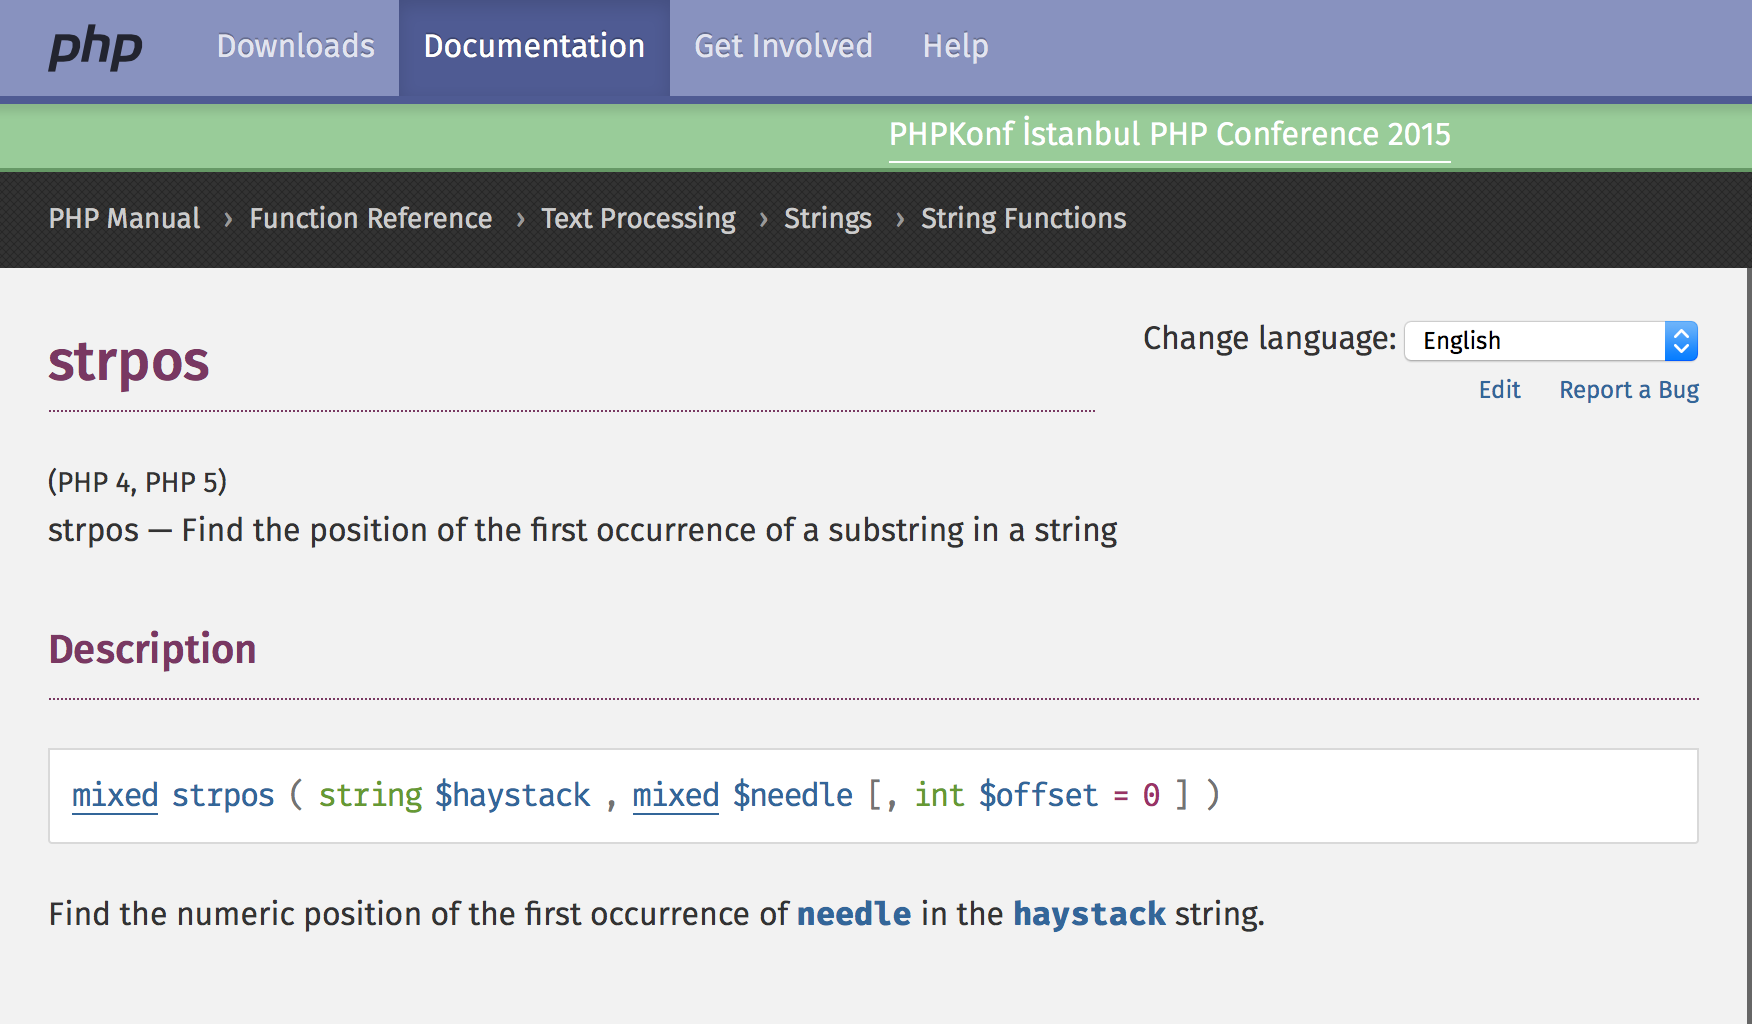 php Downloads Documentation Get Involved Help
PHPKonf İstanbul PHP Conference 2015
PHP Manual › Function Reference › Text Processing › Strings › String Functions
Change language: English
strpos
Edit Report a Bug
(PHP 4, PHP 5)
strpos — Find the position of the first occurrence of a substring in a string
Description
mixed strpos ( string $haystack , mixed $needle [, int $offset = 0 ] )
Find the numeric position of the first occurrence of needle in the haystack string.